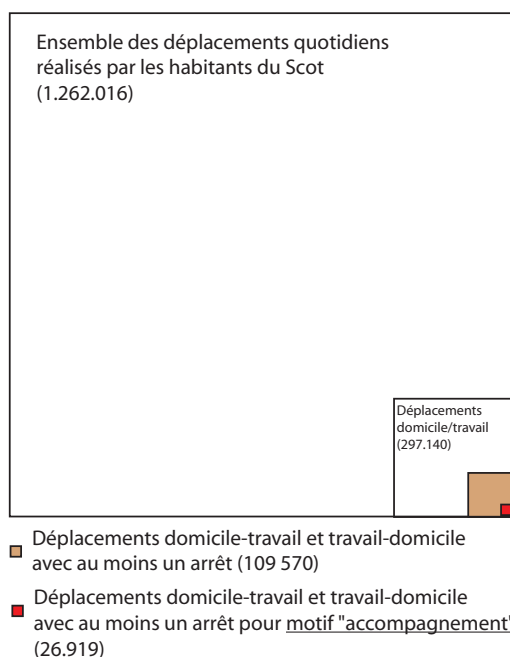 Ensemble des déplacements quotidiens
réalisés par les habitants du Scot
(1.262.016)
Déplacements
domicile/travail
(297.140)
Déplacements domicile-travail et travail-domicile
avec au moins un arrêt (109 570)
Déplacements domicile-travail et travail-domicile
avec au moins un arrêt pour motif "accompagnement"
(26.919)